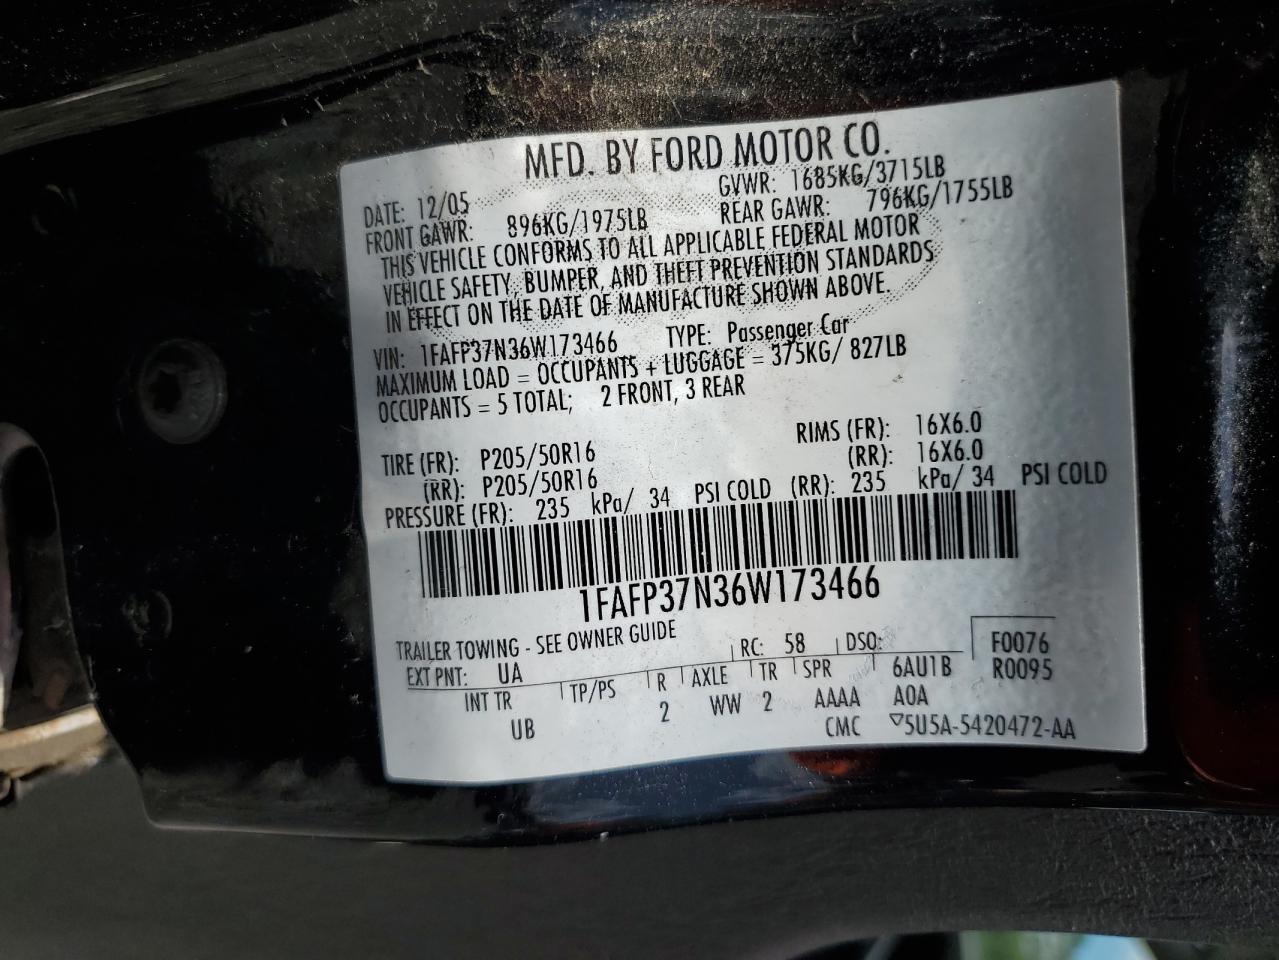 MFD. BY FORD MOTOR CO.
DATE: 12/05 GVWR: 1685KG/3715LB
FRONT GAWR: 896KG/1975LB REAR GAWR: 796KG/1755LB
THIS VEHICLE CONFORMS TO ALL APPLICABLE FEDERAL MOTOR
VEHICLE SAFETY, BUMPER, AND THEFT PREVENTION STANDARDS
IN EFFECT ON THE DATE OF MANUFACTURE SHOWN ABOVE.
VIN: 1FAFP37N36W173466 TYPE: Passenger Car
MAXIMUM LOAD = OCCUPANTS + LUGGAGE = 375KG/ 827LB
OCCUPANTS = 5 TOTAL; 2 FRONT, 3 REAR
TIRE (FR): P205/50R16 RIMS (FR): 16X6.0
(RR): P205/50R16 (RR): 16X6.0
PRESSURE (FR): 235 kPa/ 34 PSI COLD (RR): 235 kPa/ 34 PSI COLD
1FAFP37N36W173466
TRAILER TOWING - SEE OWNER GUIDE
EXT PNT: UA RC: 58 DSO: F0076
INT TR TP/PS R AXLE TR SPR 6AU1B R0095
UB 2 WW 2 AAAA A0A
CMC ▽5U5A-5420472-AA